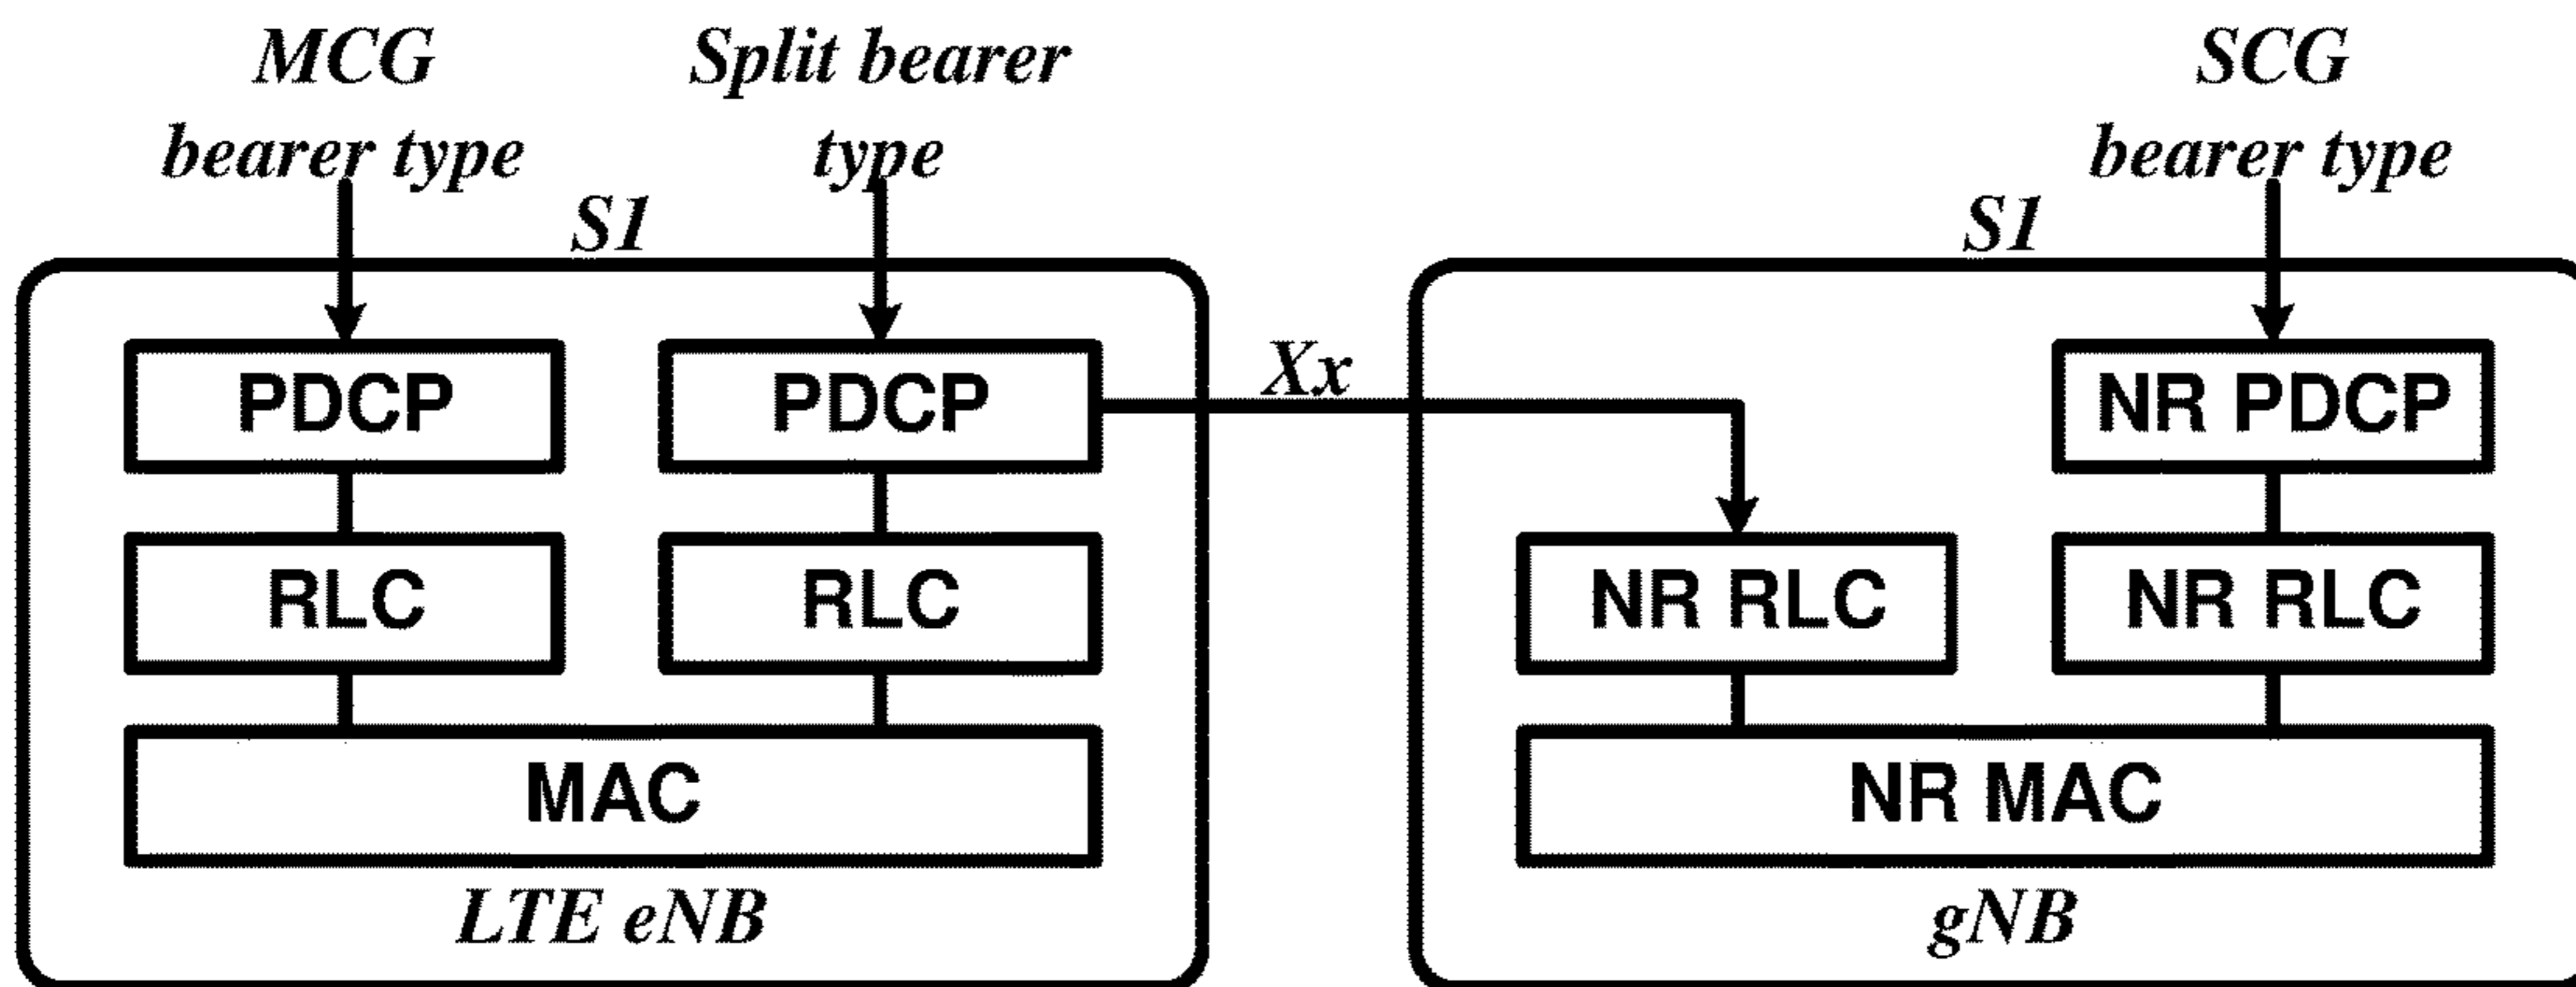 MCG
bearer type
Split bearer
type
SCG
bearer type
S1
S1
Xx
PDCP
PDCP
NR PDCP
RLC
RLC
NR RLC
NR RLC
MAC
NR MAC
LTE eNB
gNB